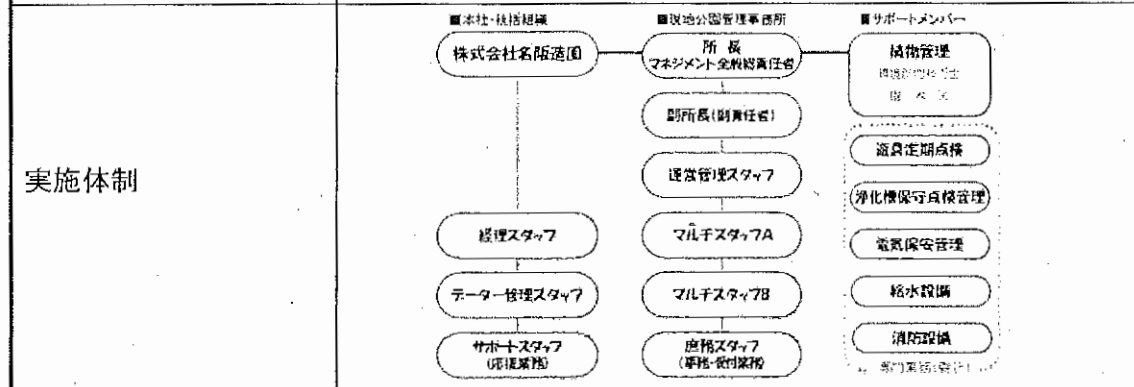 実施体制
■本社・統括組織
株式会社名阪造園
経理スタッフ
データー管理スタッフ
サポートスタッフ
(応援業務)
■現地公園管理事務所
所 長
マネジメント全般総責任者
副所長(副責任者)
運営管理スタッフ
マルチスタッフA
マルチスタッフB
庶務スタッフ
(事務・受付業務)
■サポートメンバー
植栽管理
遊具定期点検
浄化槽保守点検管理
電気保安管理
給水設備
消防設備